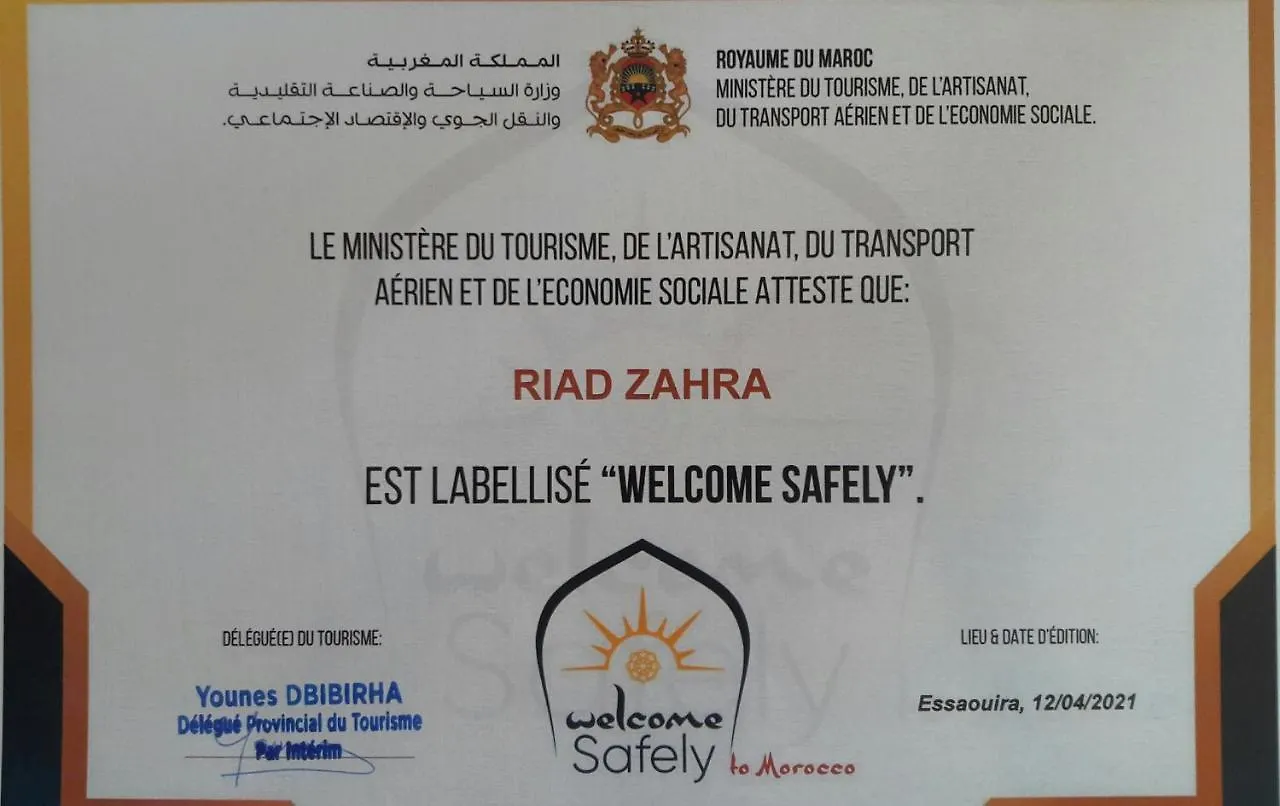 المملكة المغربية
وزارة السياحة والصناعة التقليدية
والنقل الجوي والإقتصاد الإجتماعي.
ROYAUME DU MAROC
MINISTÈRE DU TOURISME, DE L'ARTISANAT,
DU TRANSPORT AÉRIEN ET DE L'ECONOMIE SOCIALE.
LE MINISTÈRE DU TOURISME, DE L'ARTISANAT, DU TRANSPORT
AÉRIEN ET DE L'ECONOMIE SOCIALE ATTESTE QUE:
RIAD ZAHRA
EST LABELLISÉ “WELCOME SAFELY”.
DÉLÉGUÉ(E) DU TOURISME:
Younes DBIBIRHA
Délégué Provincial du Tourisme
Par Intérim
welcome
Safely
to Morocco
LIEU & DATE D'ÉDITION:
Essaouira, 12/04/2021
welcome
Safely